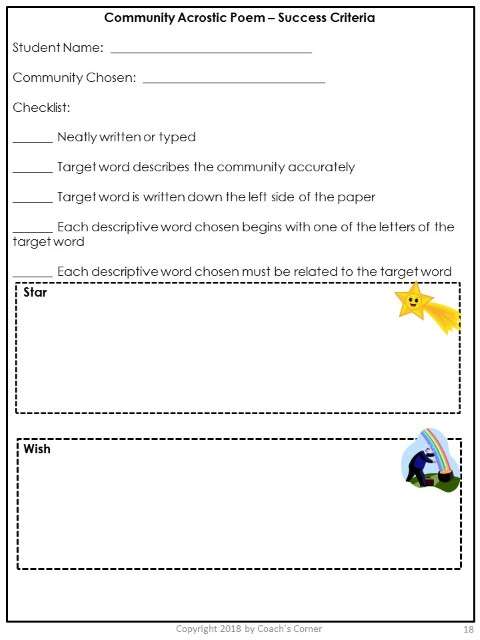 Community Acrostic Poem – Success Criteria
Student Name: ______________________________
Community Chosen: ___________________________
Checklist:
______ Neatly written or typed
______ Target word describes the community accurately
______ Target word is written down the left side of the paper
______ Each descriptive word chosen begins with one of the letters of the
target word
______ Each descriptive word chosen must be related to the target word
Star
Wish
Copyright 2018 by Coach's Corner
18